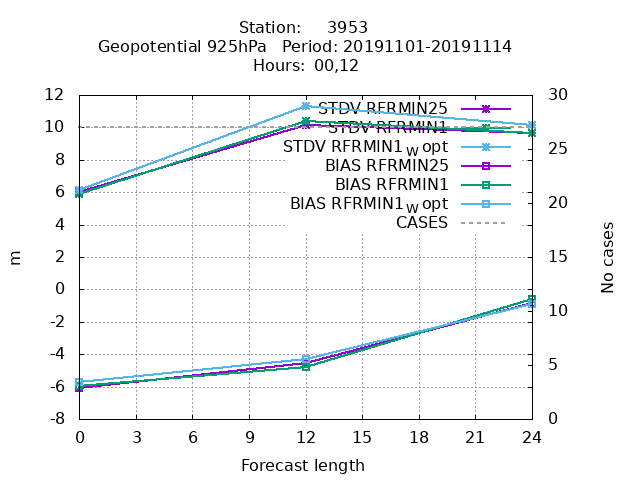 Station: 3953
Geopotential 925hPa Period: 20191101-20191114
Hours: 00,12
12
10
8
6
4
2
0
-2
-4
-6
-8
m
30
25
20
15
10
5
0
No cases
STDV RFRMIN25
STDV RFRMIN1
STDV RFRMIN1W opt
BIAS RFRMIN25
BIAS RFRMIN1
BIAS RFRMIN1W opt
CASES
0 3 6 9 12 15 18 21 24
Forecast length